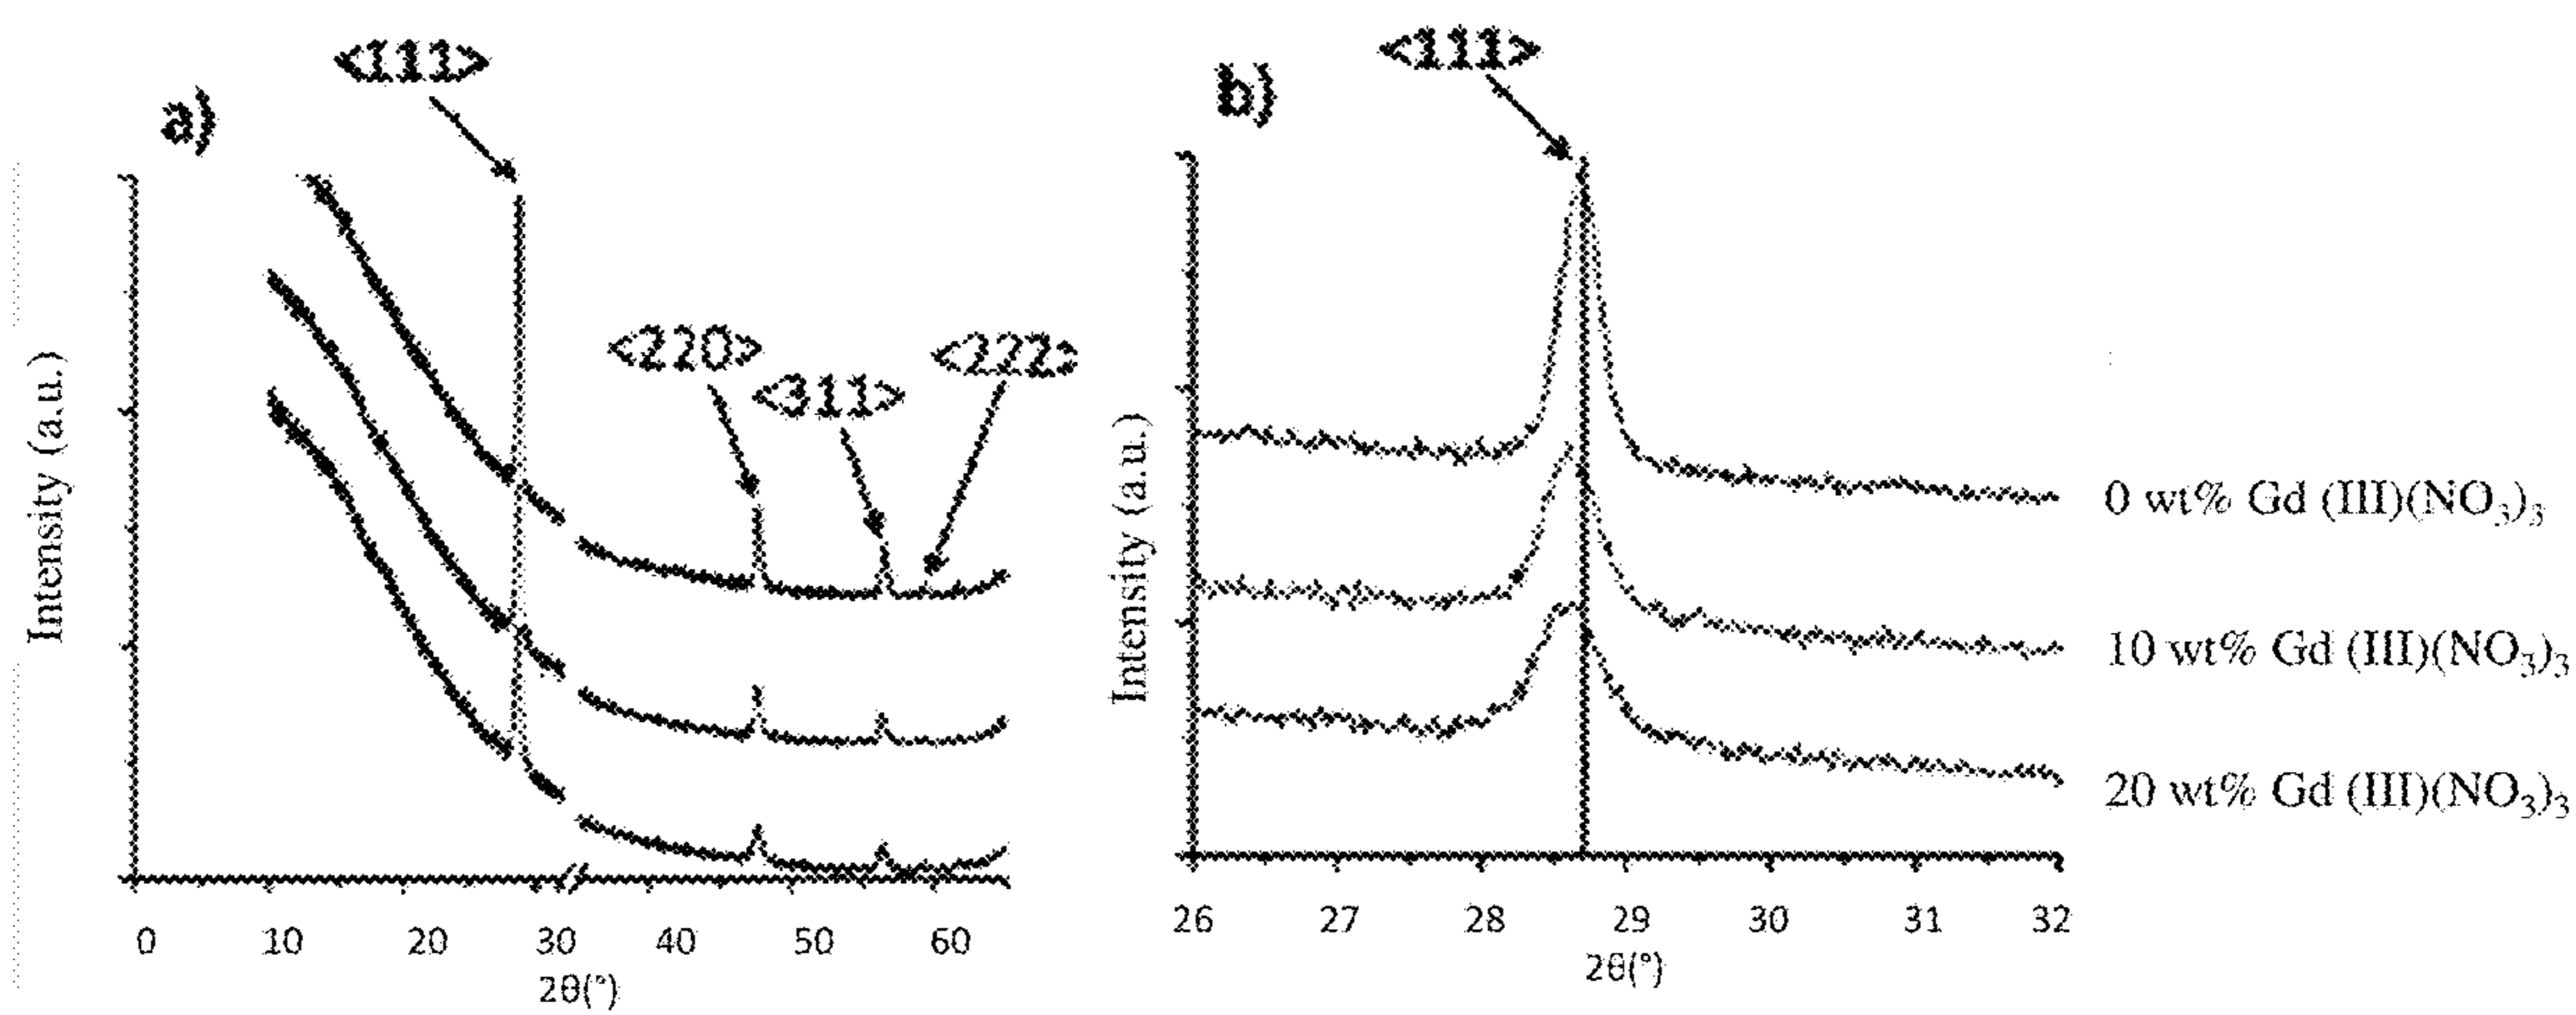 a)
<111>
<220>
<311>
<222>
Intensity (a.u.)
0 10 20 30 40 50 60
2θ(°)
b)
<111>
Intensity (a.u.)
26 27 28 29 30 31 32
2θ(°)
0 wt% Gd (III)(NO₃)₃
10 wt% Gd (III)(NO₃)₃
20 wt% Gd (III)(NO₃)₃